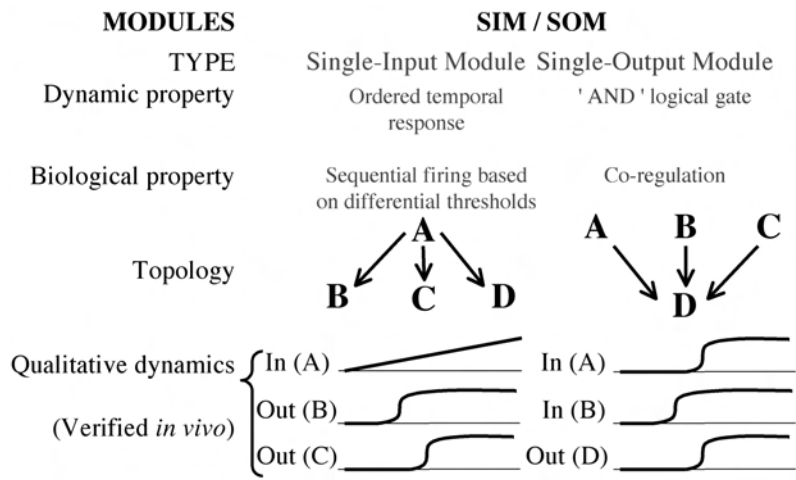 MODULES SIM / SOM
TYPE Single-Input Module Single-Output Module
Dynamic property Ordered temporal response ' AND ' logical gate
Biological property Sequential firing based on differential thresholds Co-regulation
Topology
A
B C D
A B C
D
Qualitative dynamics
(Verified in vivo)
In (A)
Out (B)
Out (C)
In (A)
In (B)
Out (D)